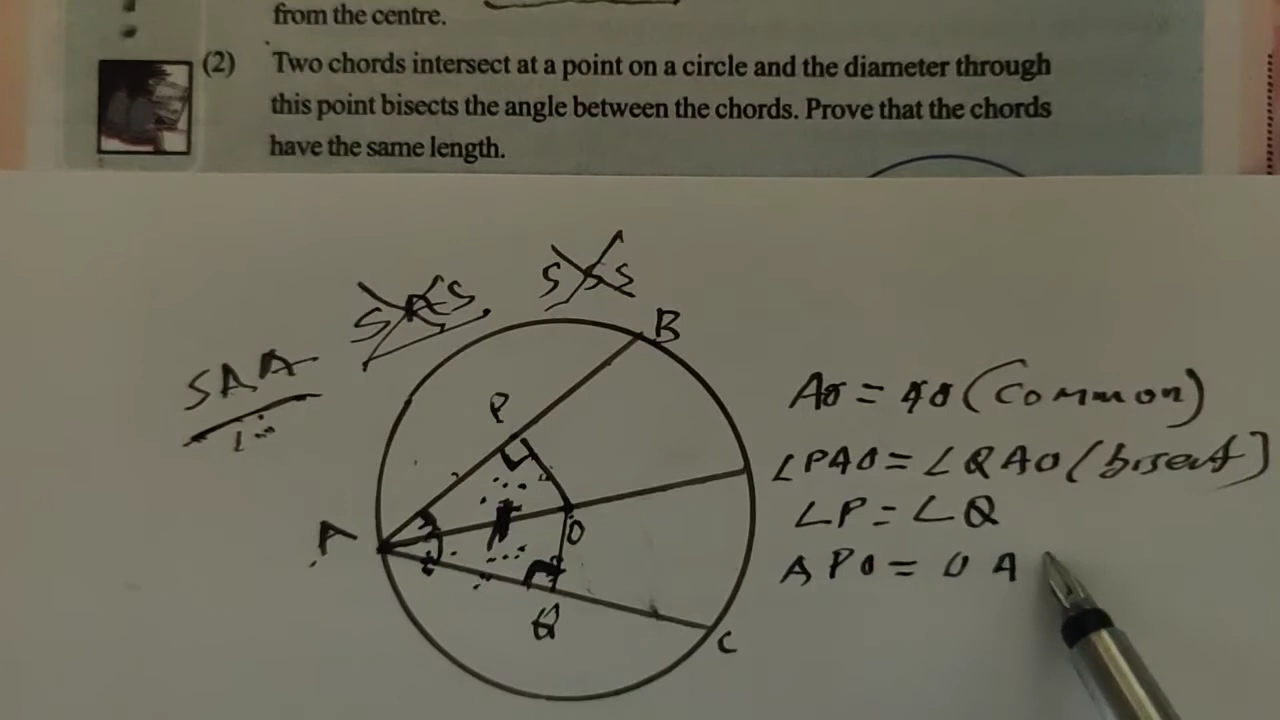 from the centre.
(2) Two chords intersect at a point on a circle and the diameter through
this point bisects the angle between the chords. Prove that the chords
have the same length.
SAS
SSS
SAA
B
P
A
O
Q
C
AO = AO (Common)
∠PAO = ∠QAO (bisect)
∠P = ∠Q
APO = OA